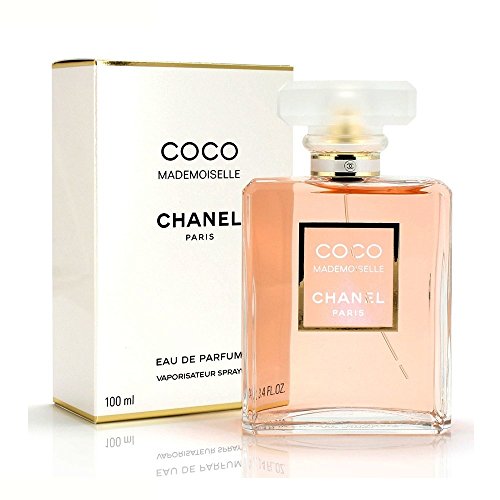 COCO
MADEMOISELLE
CHANEL
PARIS
EAU DE PARFUM
VAPORISATEUR SPRAY
100 ml
COCO
MADEMOISELLE
CHANEL
PARIS
3.4 FL.OZ.